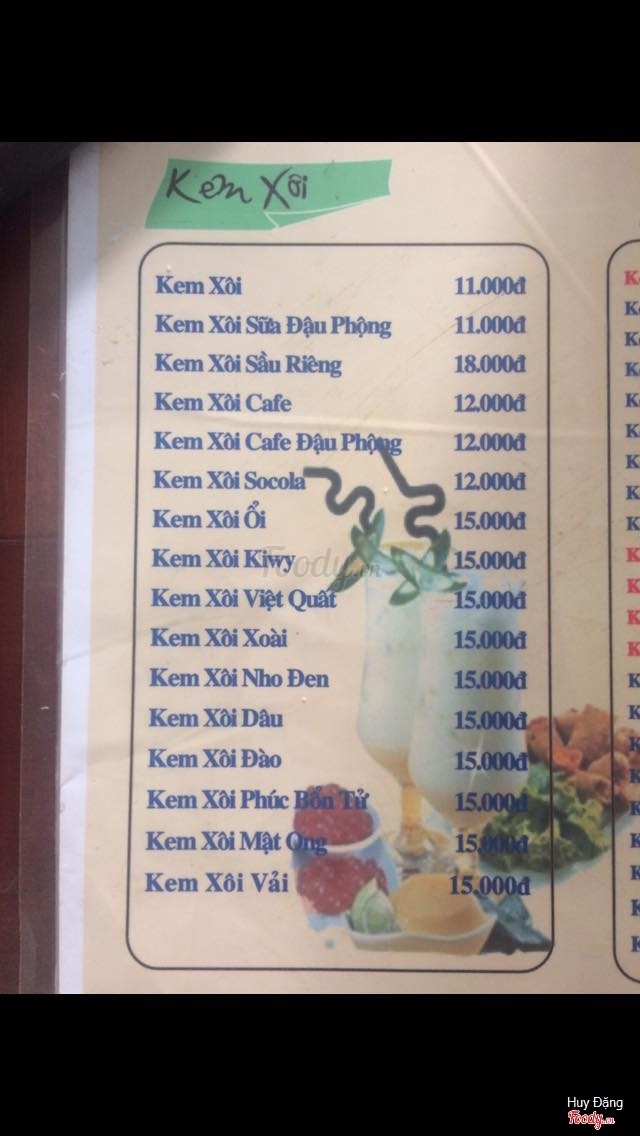 Kem Xôi
Kem Xôi 11.000đ
Kem Xôi Sữa Đậu Phộng 11.000đ
Kem Xôi Sầu Riêng 18.000đ
Kem Xôi Cafe 12.000đ
Kem Xôi Cafe Đậu Phộng 12.000đ
Kem Xôi Socola 12.000đ
Kem Xôi Ổi 15.000đ
Kem Xôi Kiwy 15.000đ
Foody.vn
Kem Xôi Việt Quất 15.000đ
Kem Xôi Xoài 15.000đ
Kem Xôi Nho Đen 15.000đ
Kem Xôi Dâu 15.000đ
Kem Xôi Đào 15.000đ
Kem Xôi Phúc Bồn Tử 15.000đ
Kem Xôi Mật Ong 15.000đ
Kem Xôi Vải 15.000đ
Huy Đặng
Foody.vn